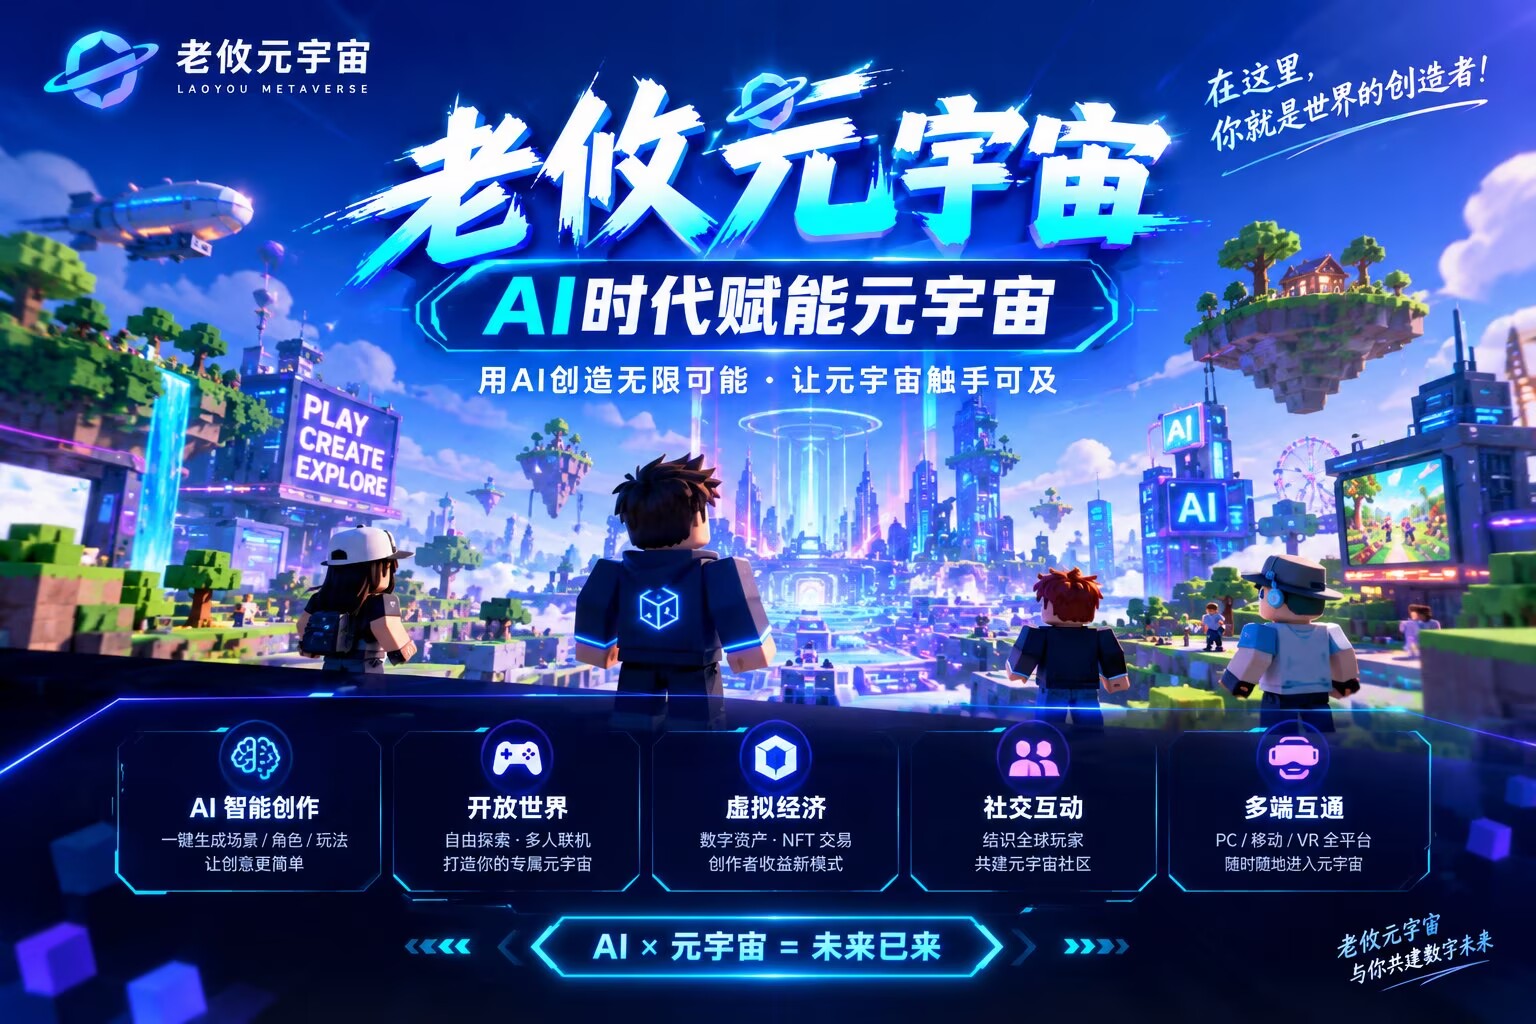 老攸元宇宙
LAOYOU METAVERSE
在这里,
你就是世界的创造者!
老攸元宇宙
AI时代赋能元宇宙
用AI创造无限可能 · 让元宇宙触手可及
PLAY
CREATE
EXPLORE
AI
AI
AI 智能创作
一键生成场景 / 角色 / 玩法
让创意更简单
开放世界
自由探索 · 多人联机
打造你的专属元宇宙
虚拟经济
数字资产 · NFT 交易
创作者收益新模式
社交互动
结识全球玩家
共建元宇宙社区
多端互通
PC / 移动 / VR 全平台
随时随地进入元宇宙
AI × 元宇宙 = 未来已来
老攸元宇宙
与你共建数字未来